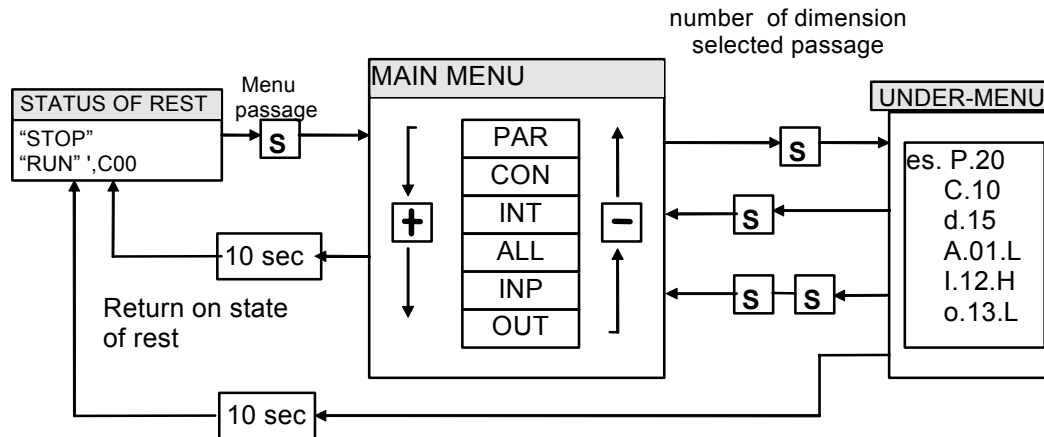 number of dimension
selected passage
STATUS OF REST
"STOP"
"RUN" ',C00
Menu
passage
S
MAIN MENU
+
PAR
CON
INT
ALL
INP
OUT
−
S
S
S
S
UNDER-MENU
es. P.20
C.10
d.15
A.01.L
I.12.H
o.13.L
10 sec
Return on state
of rest
10 sec